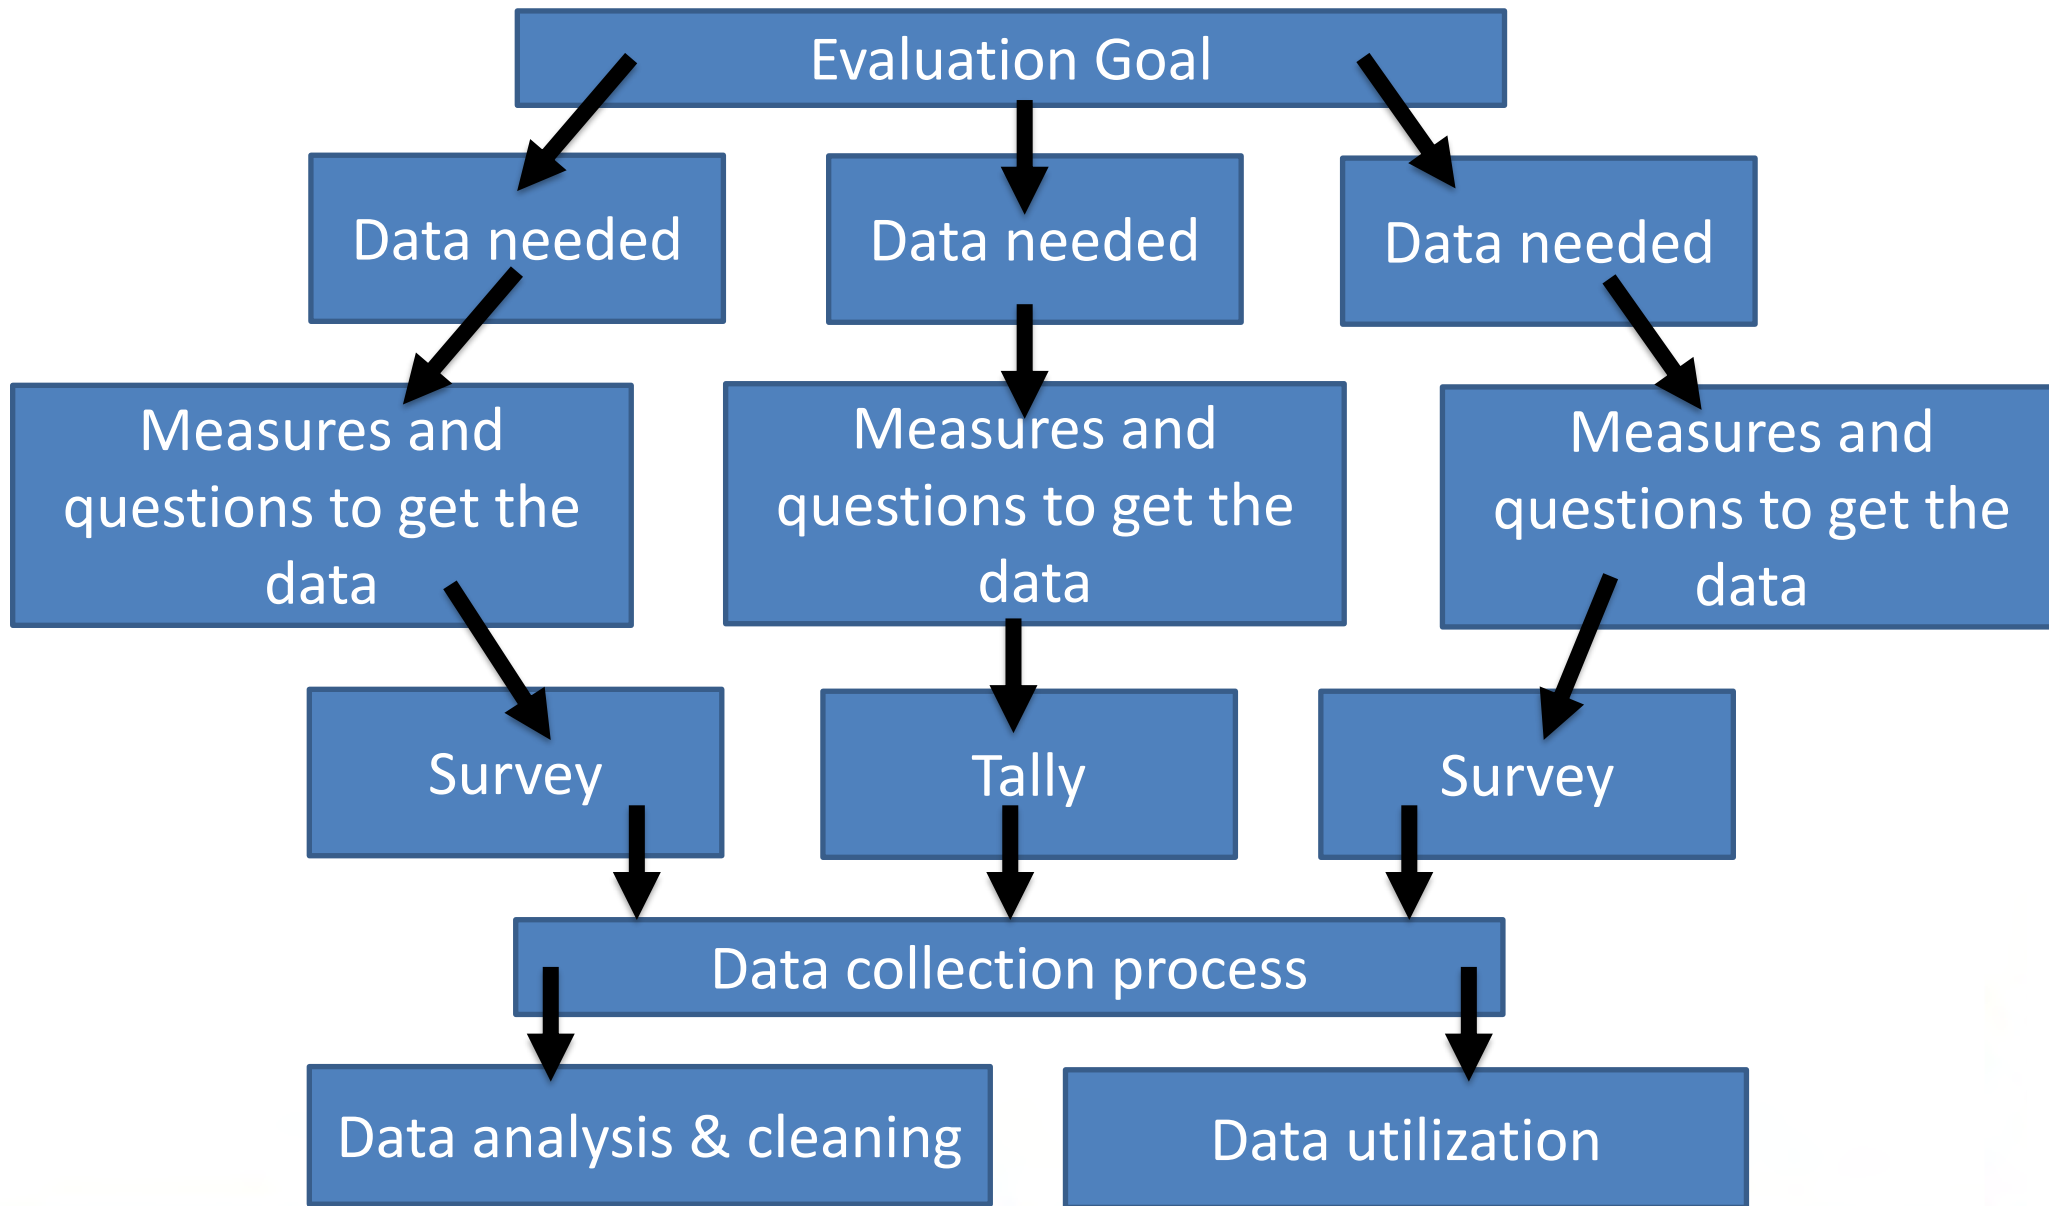 Evaluation Goal
Data needed
Data needed
Data needed
Measures and
questions to get the
data
Measures and
questions to get the
data
Measures and
questions to get the
data
Survey
Tally
Survey
Data collection process
Data analysis & cleaning
Data utilization